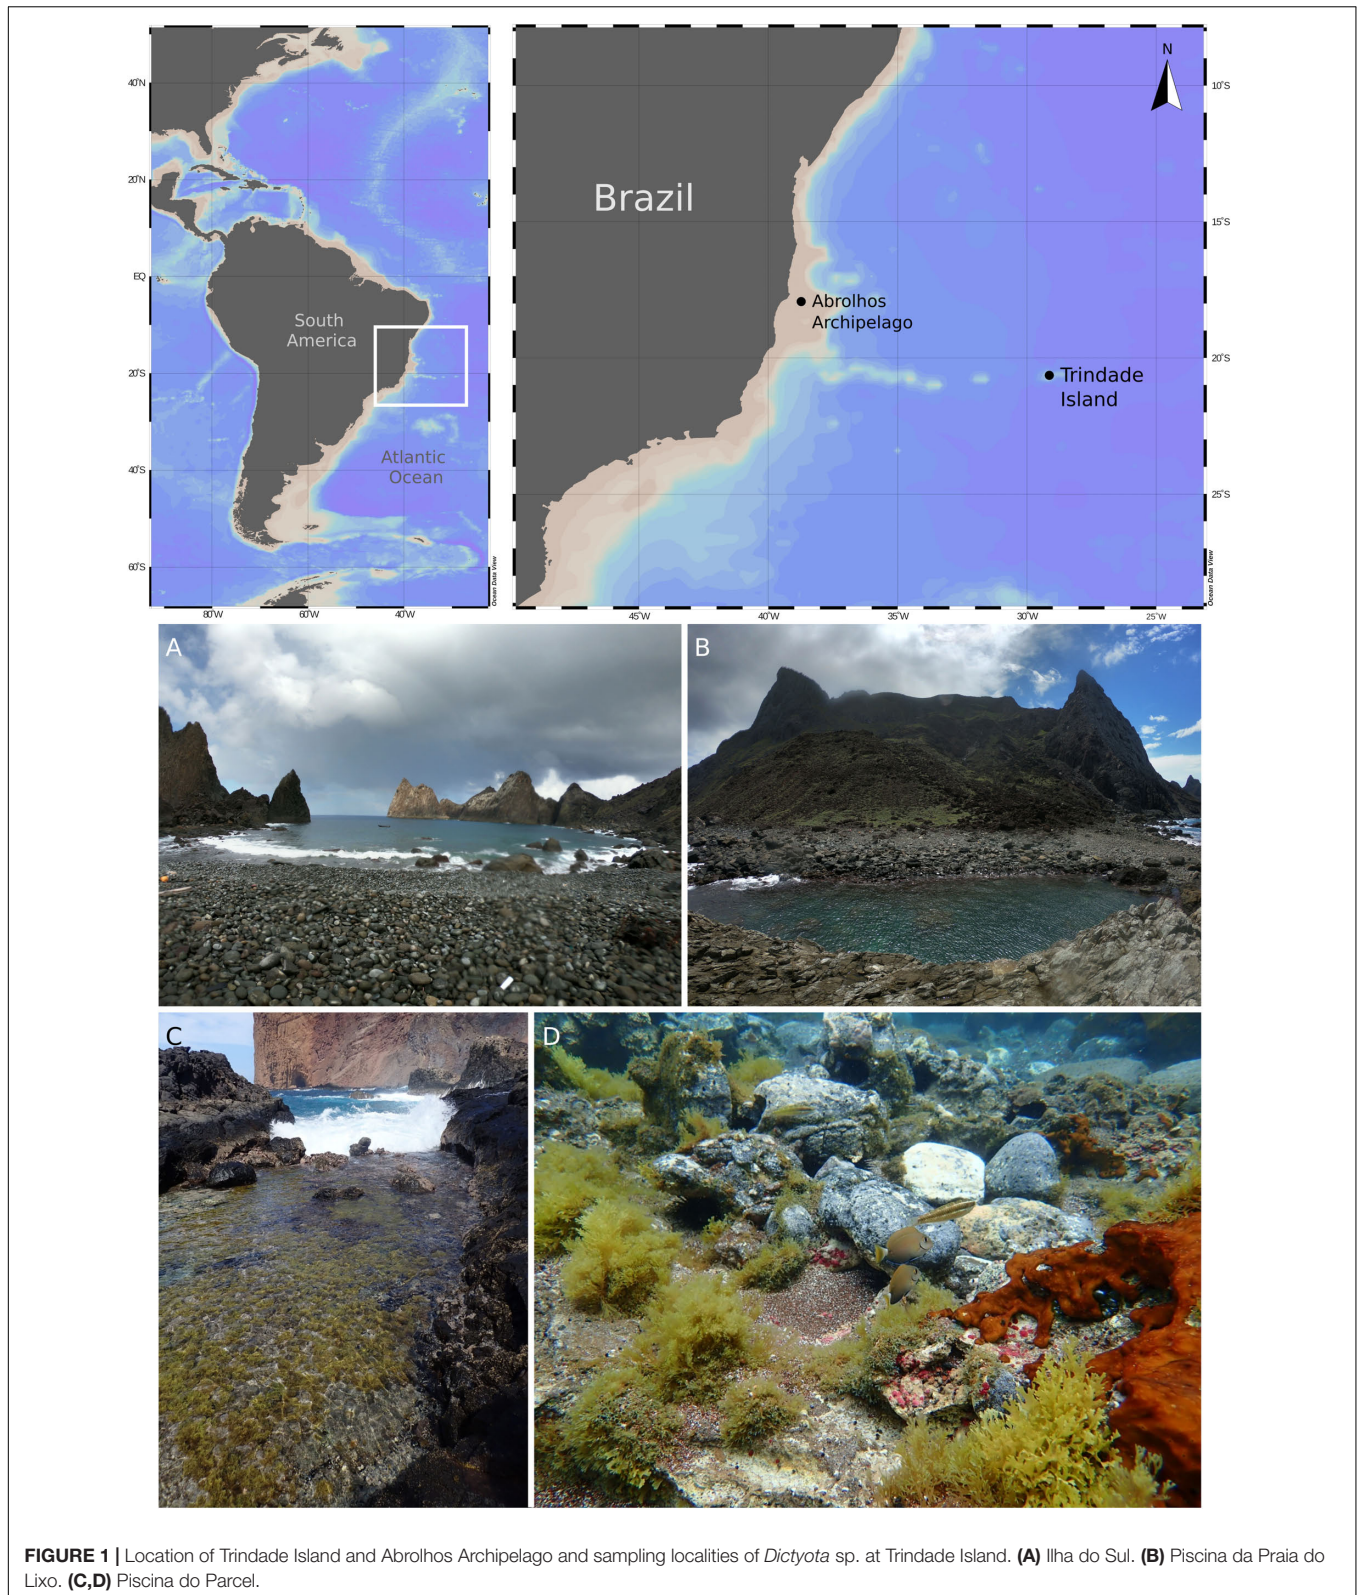 40°N
20°N
EQ
20°S
40°S
60°S
80°W
60°W
40°W
South
America
Atlantic
Ocean
Ocean Data View
N
Brazil
Abrolhos
Archipelago
Trindade
Island
10°S
15°S
20°S
25°S
45°W
40°W
35°W
30°W
25°W
Ocean Data View
A
B
C
D
FIGURE 1 | Location of Trindade Island and Abrolhos Archipelago and sampling localities of Dictyota sp. at Trindade Island. (A) Ilha do Sul. (B) Piscina da Praia do
Lixo. (C,D) Piscina do Parcel.